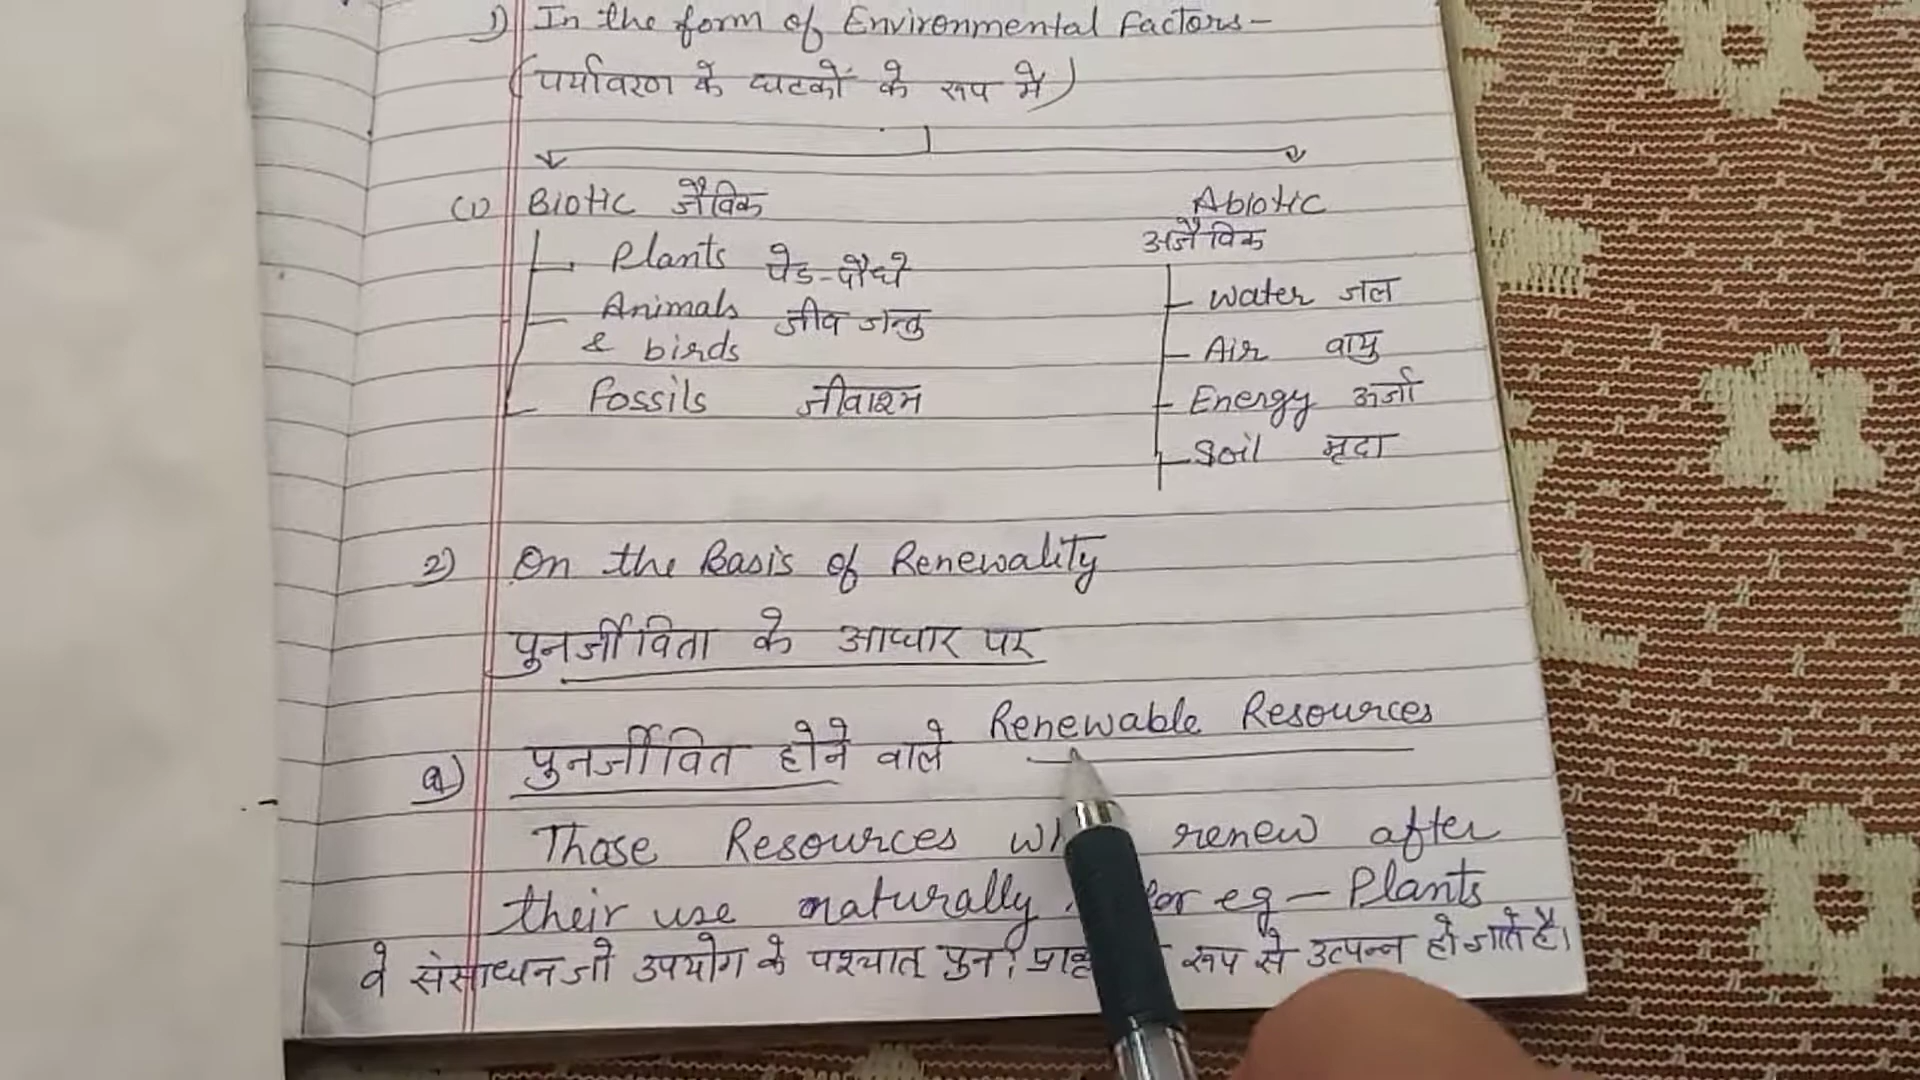 1) In the form of Environmental factors-
(पर्यावरण के घटकों के रूप में)
(1) Biotic जैविक
Abiotic
अजैविक
Plants पेड-पौधे
Animals जीव जन्तु
& birds
Fossils जीवाश्म
Water जल
Air वायु
Energy ऊर्जा
Soil मृदा
2) On the Basis of Renewality
पुनर्जीविता के आधार पर
a) पुनर्जीवित होने वाले Renewable Resources
Those Resources renew after
their use naturally for eg - Plants
वे संसाधन जो उपयोग के पश्चात् पुनः रूप से उत्पन्न हो जाते है।